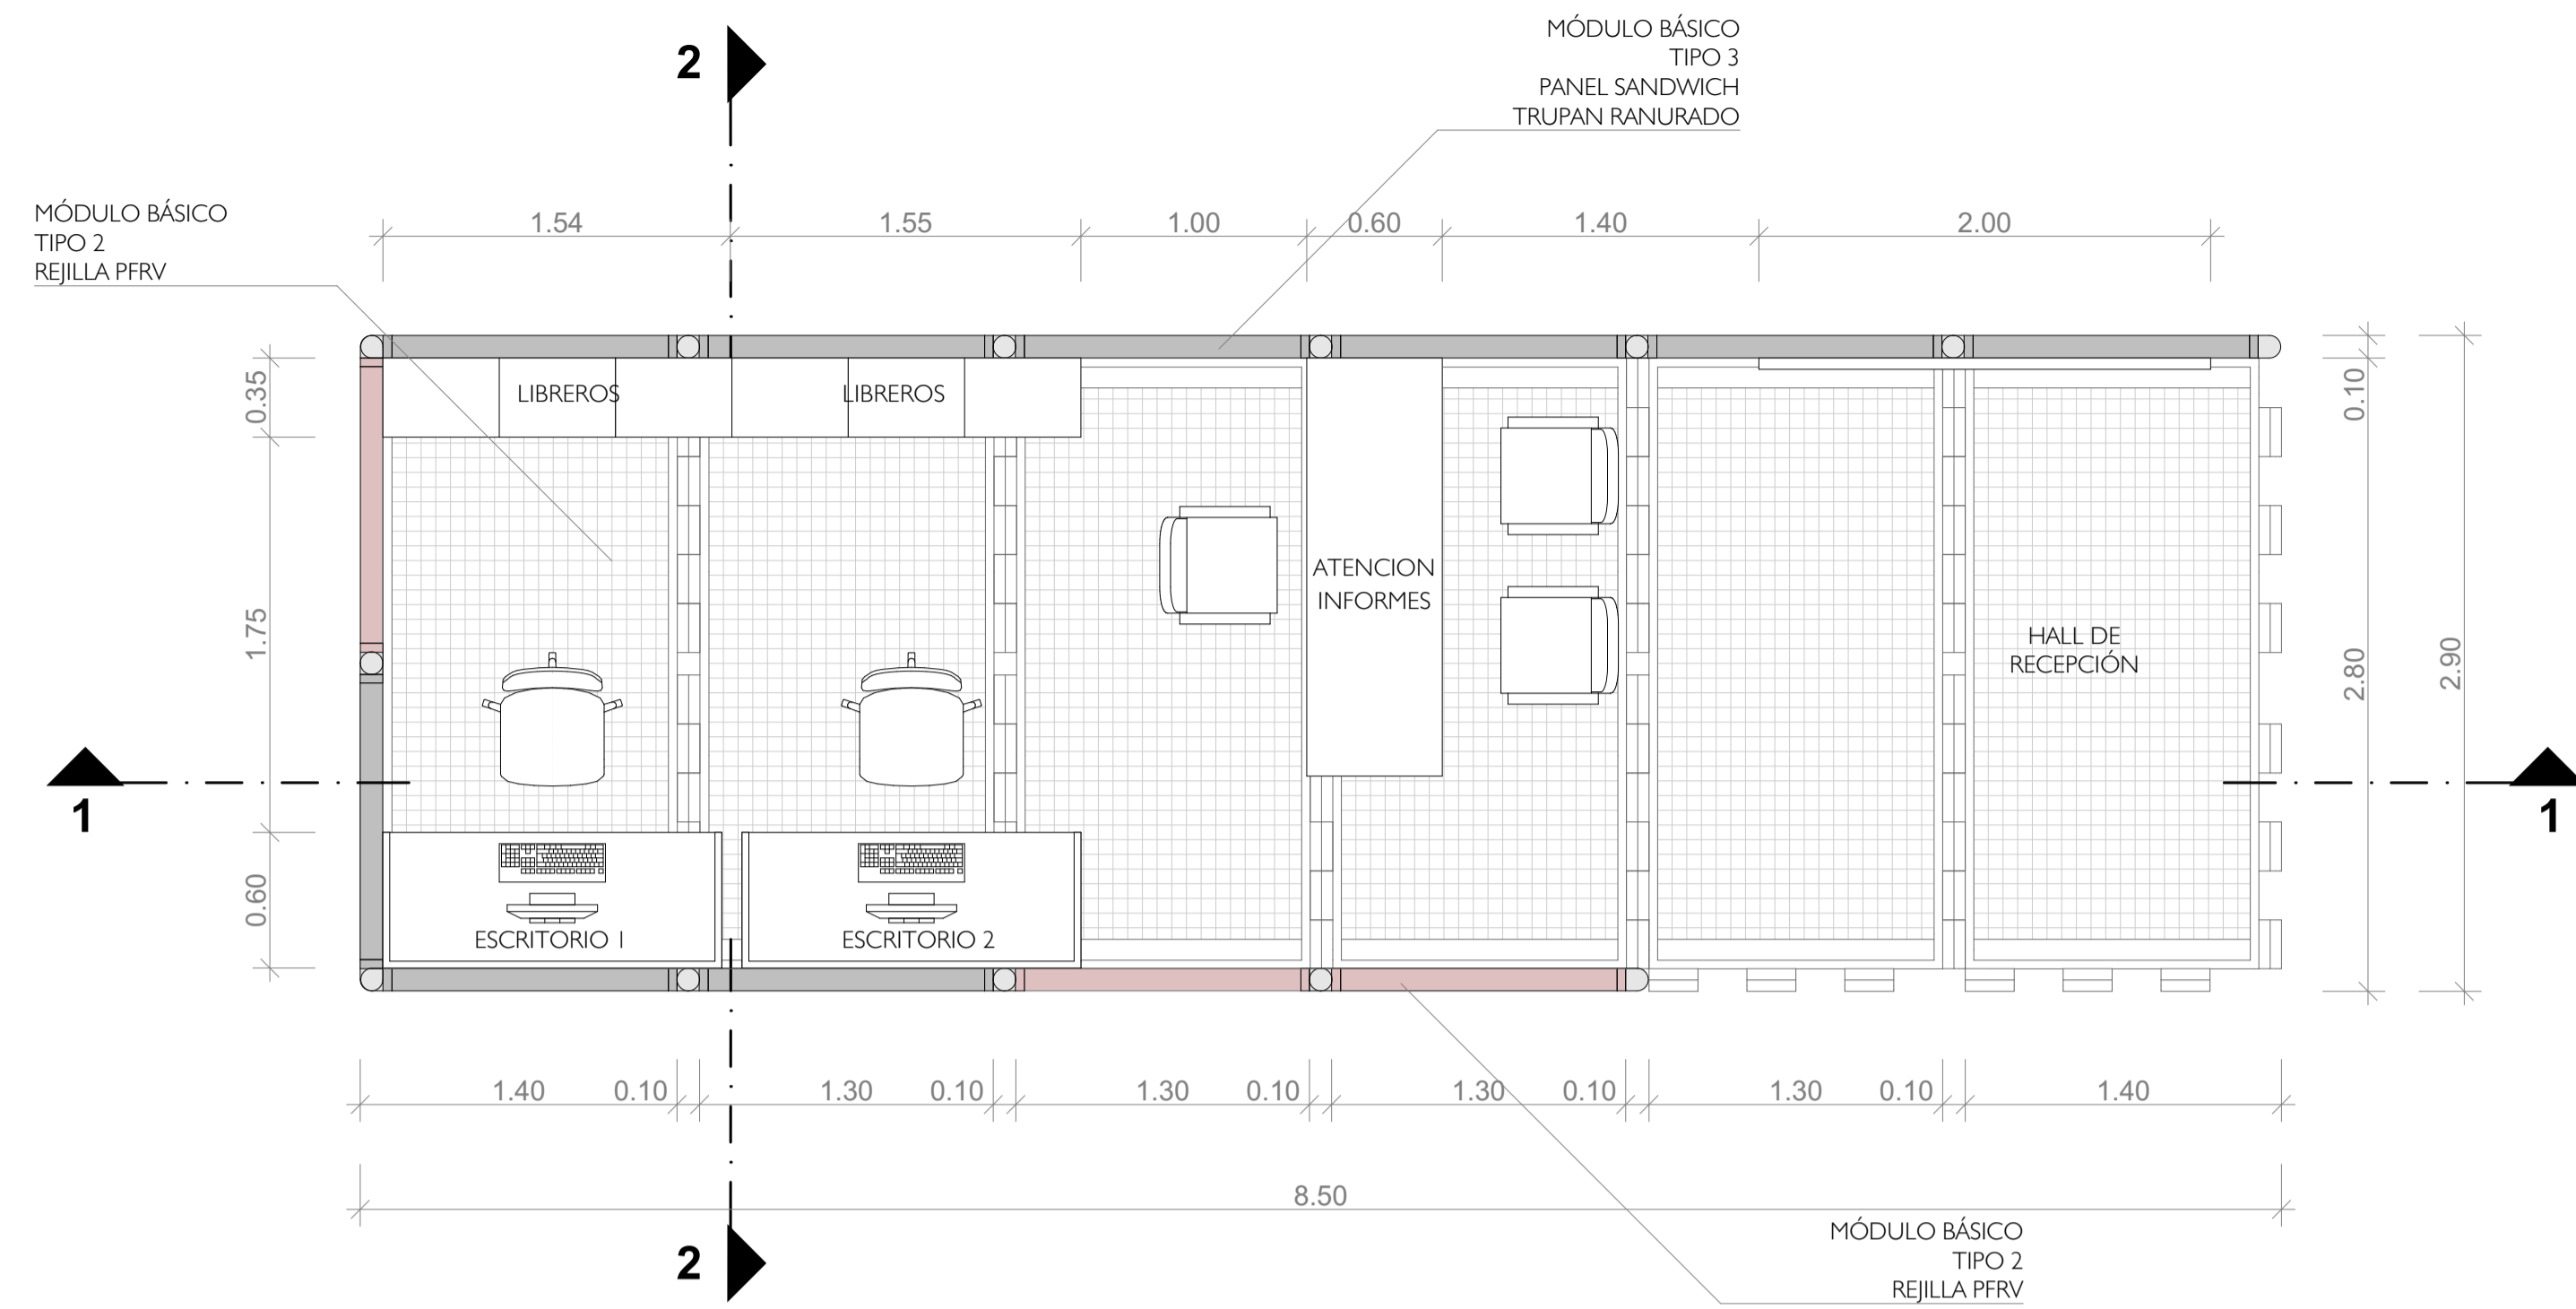 2
MÓDULO BÁSICO
TIPO 3
PANEL SANDWICH
TRUPAN RANURADO
MÓDULO BÁSICO
TIPO 2
REJILLA PFRV
1.54
1.55
1.00
0.60
1.40
2.00
0.35
1.75
0.60
LIBREROS
LIBREROS
ATENCION
INFORMES
HALL DE
RECEPCIÓN
ESCRITORIO 1
ESCRITORIO 2
0.10
2.80
2.90
1
1
1.40
0.10
1.30
0.10
1.30
0.10
1.30
0.10
1.30
0.10
1.40
8.50
2
MÓDULO BÁSICO
TIPO 2
REJILLA PFRV